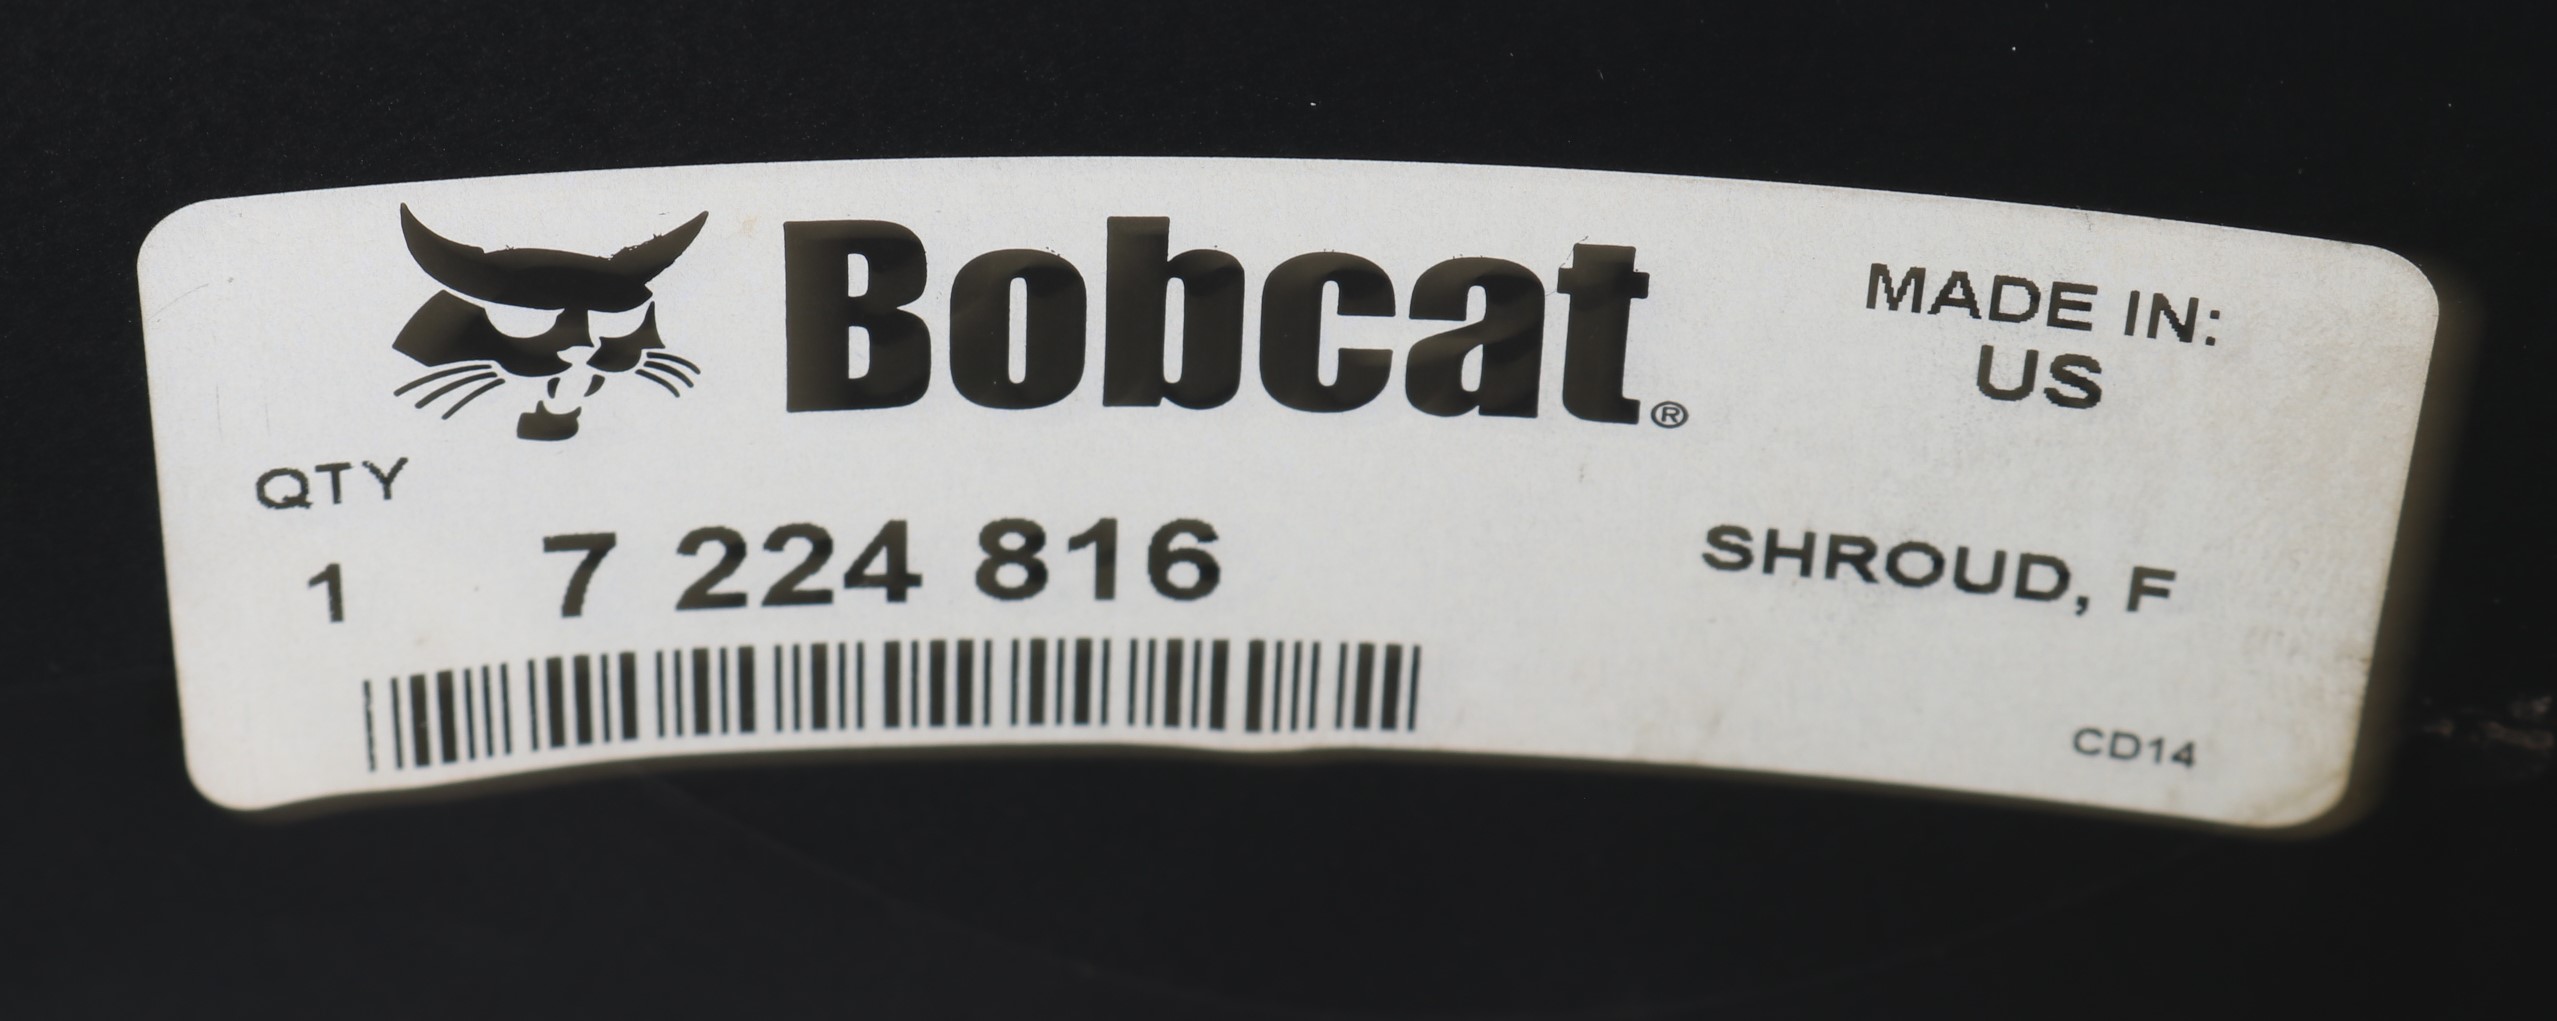 Bobcat®
MADE IN:
US
QTY
1 7 224 816
SHROUD, F
CD14